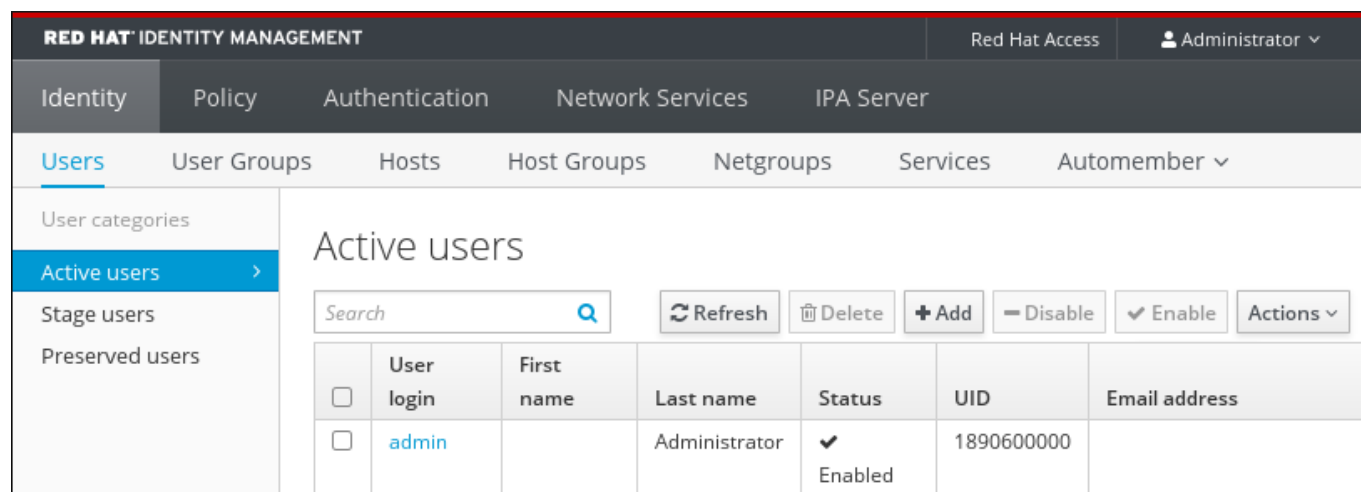 RED HAT® IDENTITY MANAGEMENT Red Hat Access Administrator
Identity Policy Authentication Network Services IPA Server
Users User Groups Hosts Host Groups Netgroups Services Automember
User categories
Active users
Stage users
Preserved users
Active users
Search Refresh Delete Add Disable Enable Actions
User login First name Last name Status UID Email address
admin Administrator Enabled 1890600000